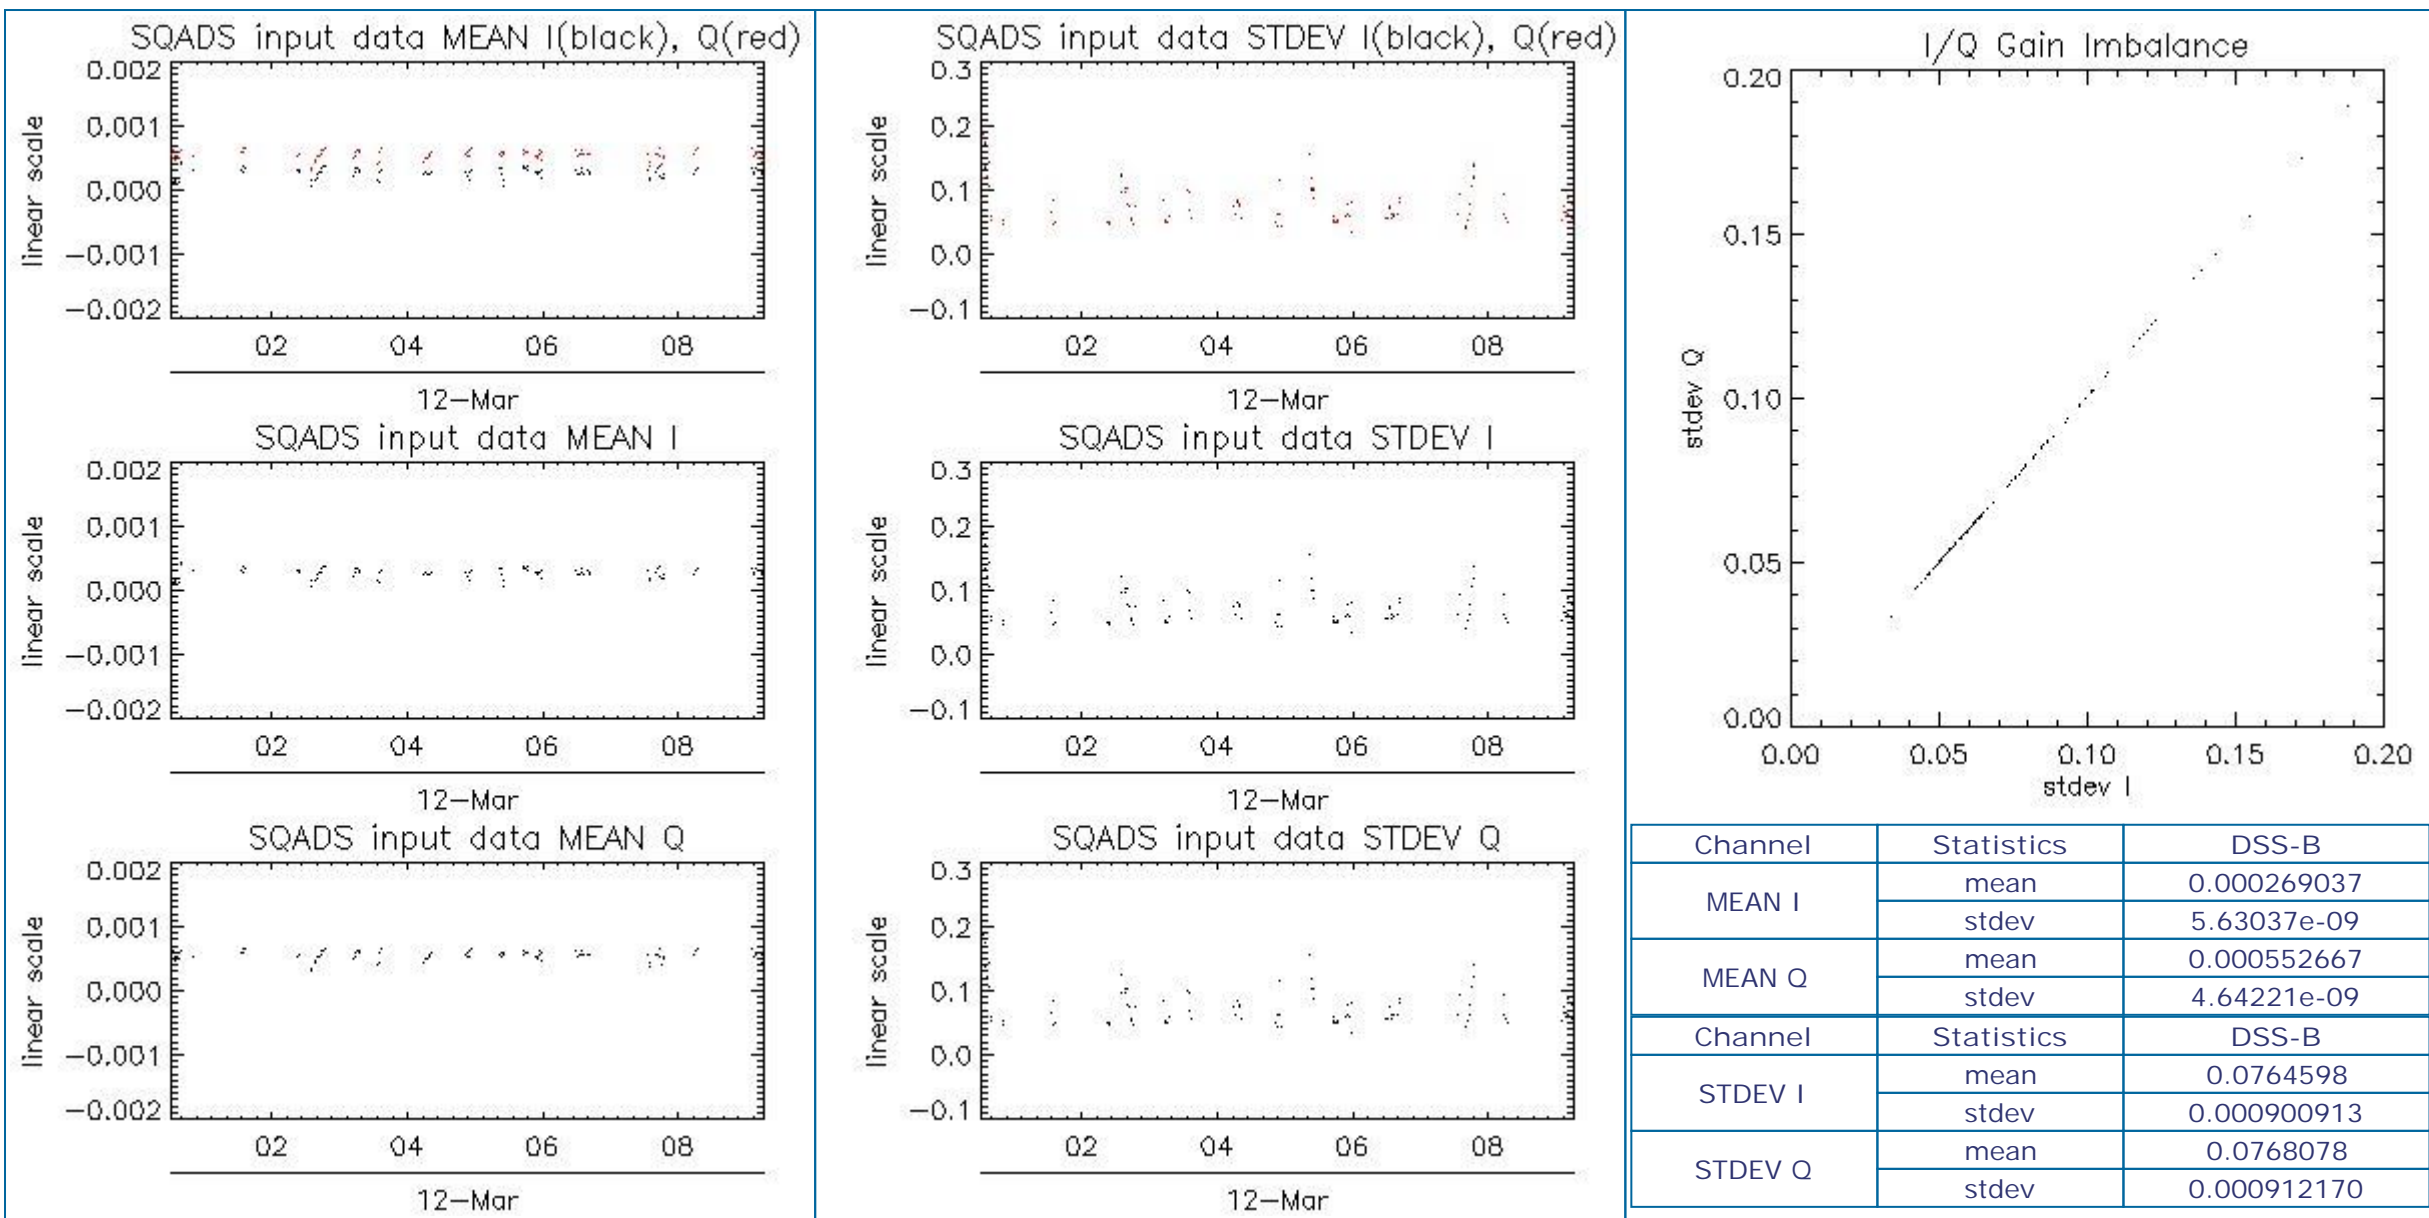 SQADS input data MEAN I(black), Q(red)
0.002
0.001
0.000
−0.001
−0.002
linear scale
02 04 06 08
12−Mar
SQADS input data MEAN I
0.002
0.001
0.000
−0.001
−0.002
linear scale
02 04 06 08
12−Mar
SQADS input data MEAN Q
0.002
0.001
0.000
−0.001
−0.002
linear scale
02 04 06 08
12−Mar
SQADS input data STDEV I(black), Q(red)
0.3
0.2
0.1
0.0
−0.1
linear scale
02 04 06 08
12−Mar
SQADS input data STDEV I
0.3
0.2
0.1
0.0
−0.1
linear scale
02 04 06 08
12−Mar
SQADS input data STDEV Q
0.3
0.2
0.1
0.0
−0.1
linear scale
02 04 06 08
12−Mar
I/Q Gain Imbalance
0.20
0.15
0.10
0.05
0.00
stdev Q
0.00 0.05 0.10 0.15 0.20
stdev I
Channel Statistics DSS-B
MEAN I mean 0.000269037
stdev 5.63037e-09
MEAN Q mean 0.000552667
stdev 4.64221e-09
Channel Statistics DSS-B
STDEV I mean 0.0764598
stdev 0.000900913
STDEV Q mean 0.0768078
stdev 0.000912170